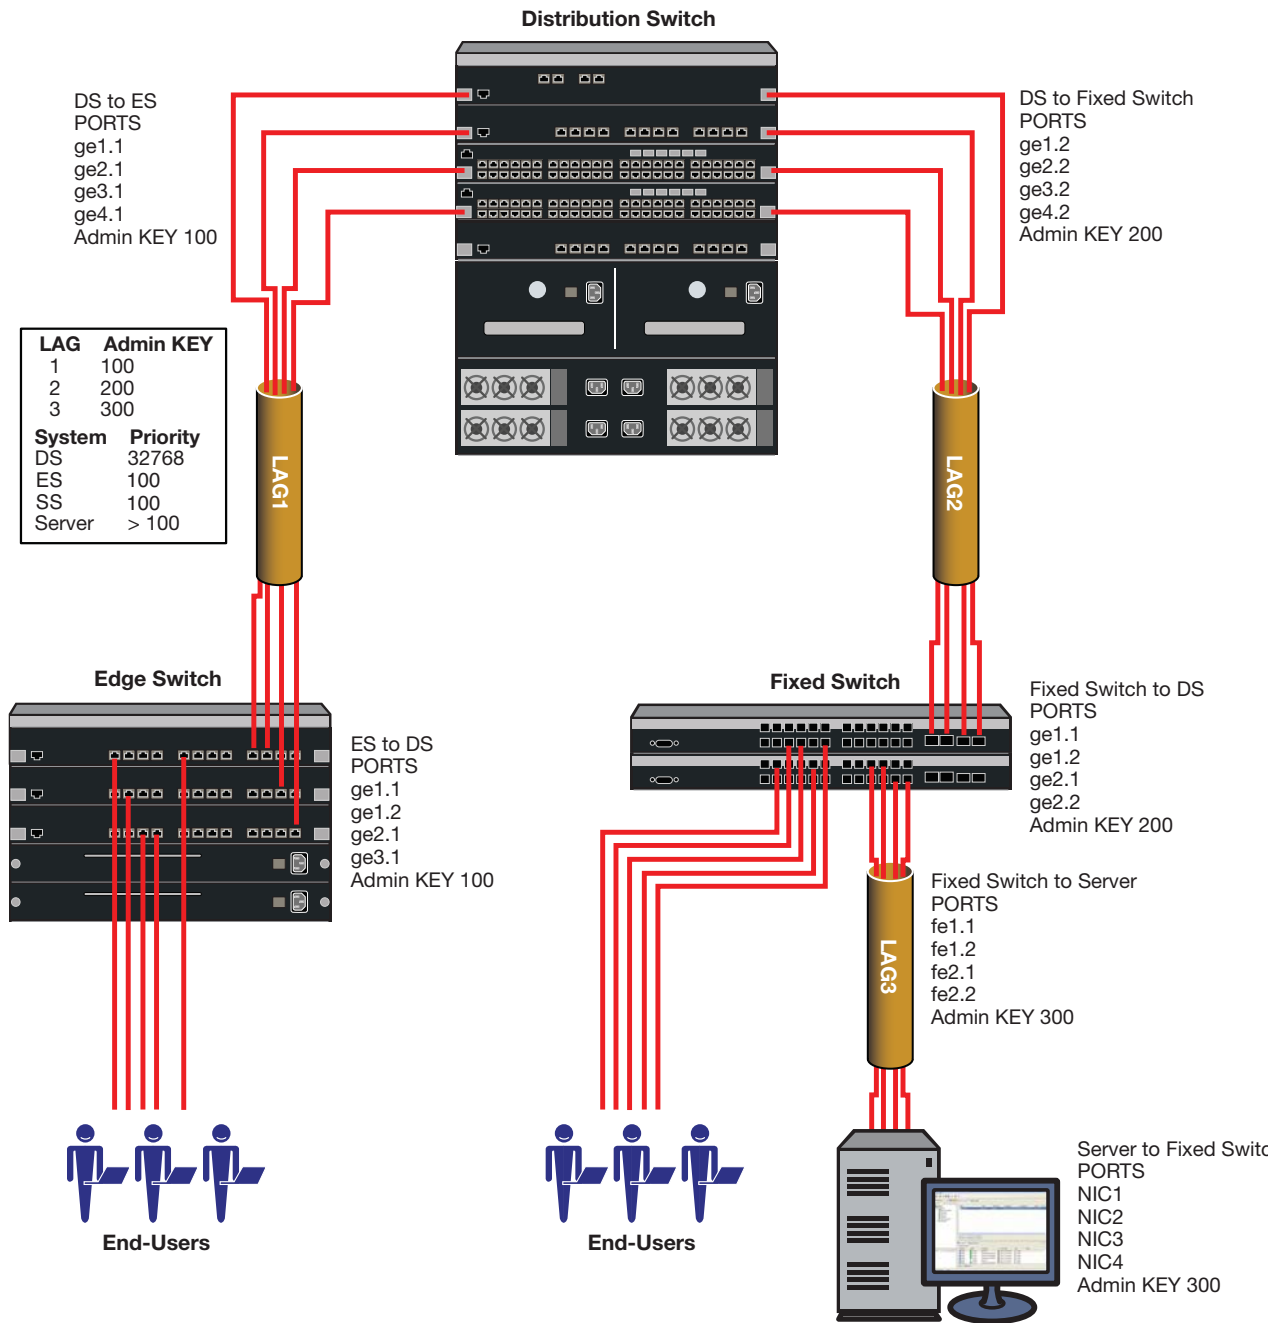 Distribution Switch
DS to ES
PORTS
ge1.1
ge2.1
ge3.1
ge4.1
Admin KEY 100
DS to Fixed Switch
PORTS
ge1.2
ge2.2
ge3.2
ge4.2
Admin KEY 200
LAG Admin KEY
1 100
2 200
3 300
System Priority
DS 32768
ES 100
SS 100
Server > 100
LAG1
LAG2
Edge Switch
ES to DS
PORTS
ge1.1
ge1.2
ge2.1
ge3.1
Admin KEY 100
Fixed Switch
Fixed Switch to DS
PORTS
ge1.1
ge1.2
ge2.1
ge2.2
Admin KEY 200
Fixed Switch to Server
PORTS
fe1.1
fe1.2
fe2.1
fe2.2
Admin KEY 300
LAG3
End-Users
End-Users
Server to Fixed Switc
PORTS
NIC1
NIC2
NIC3
NIC4
Admin KEY 300